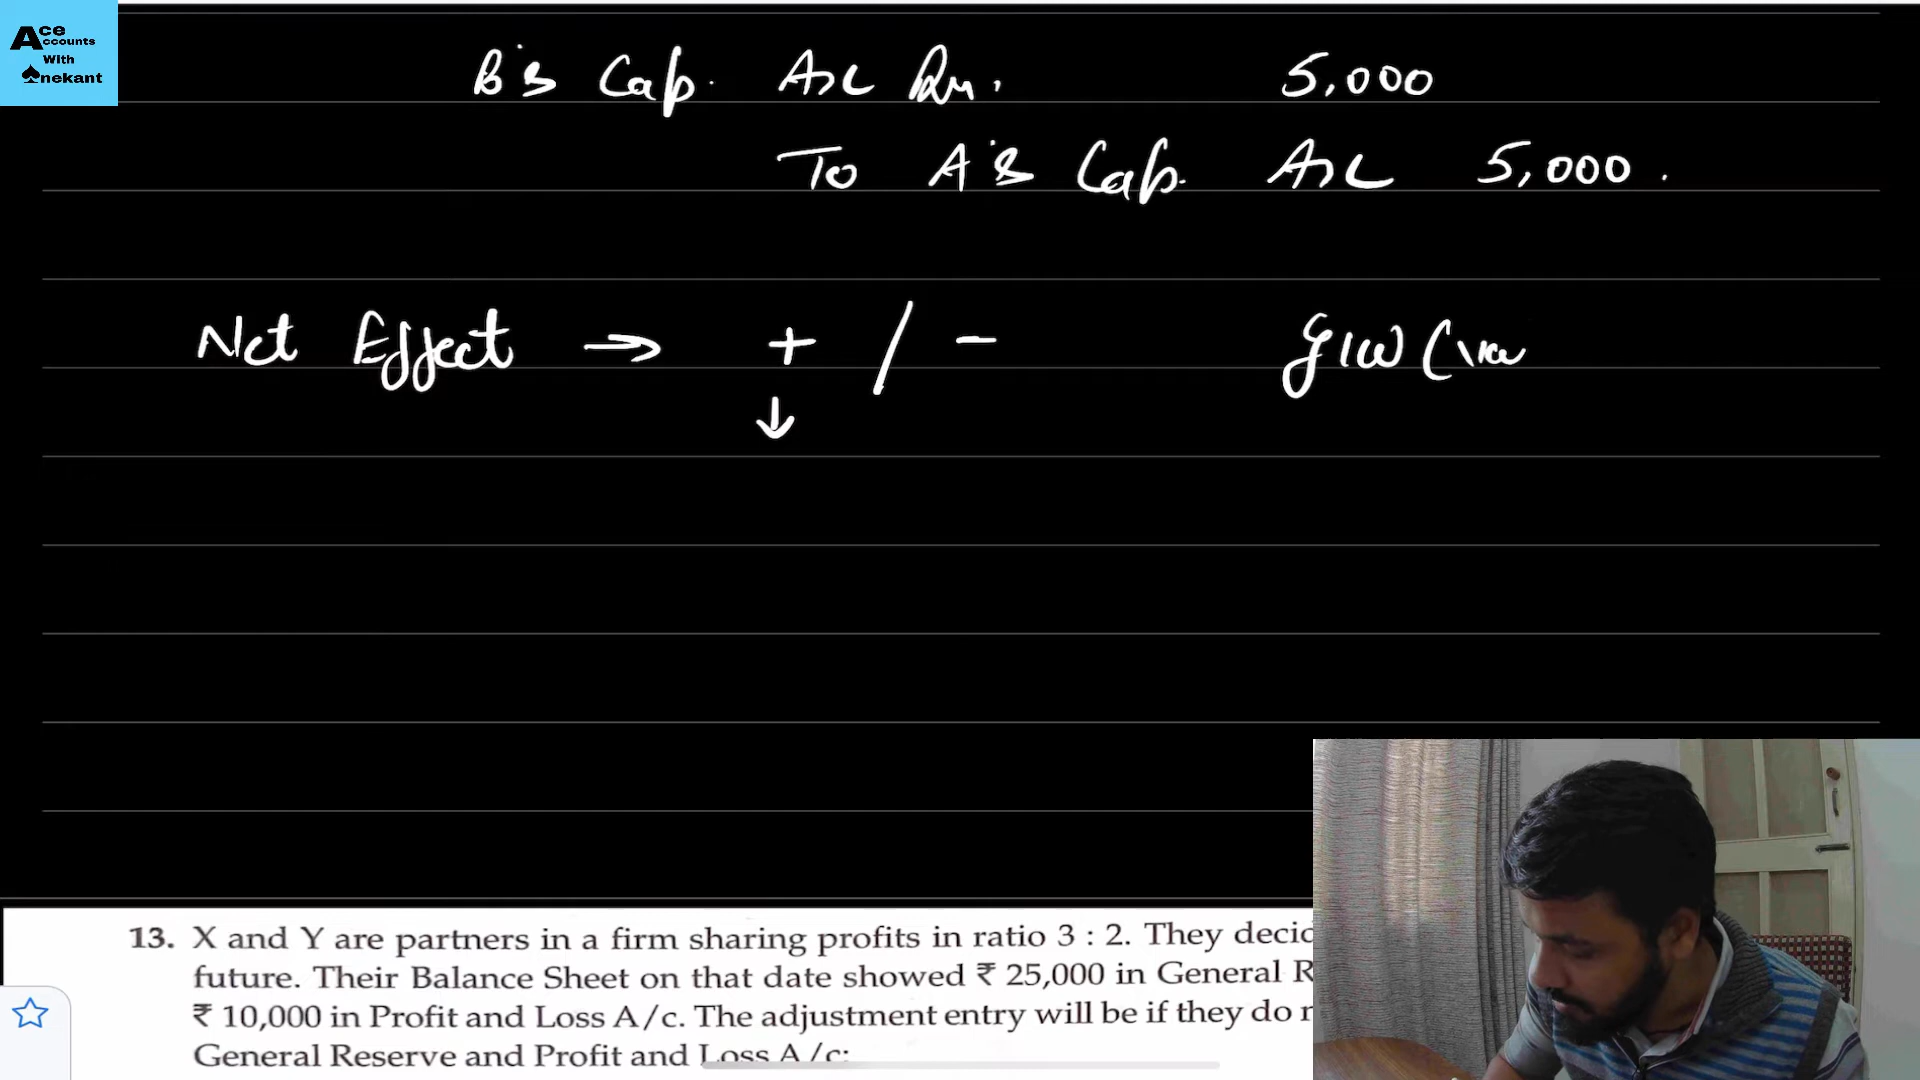 Ace
Accounts
With
Anekant
B's Cap. A/c Dr. 5,000
To A's Cap. A/c 5,000.
Net Effect → + / -
↓
13. X and Y are partners in a firm sharing profits in ratio 3 : 2. They decid
future. Their Balance Sheet on that date showed ₹ 25,000 in General R
₹ 10,000 in Profit and Loss A/c. The adjustment entry will be if they do n
General Reserve and Profit and Loss A/c: